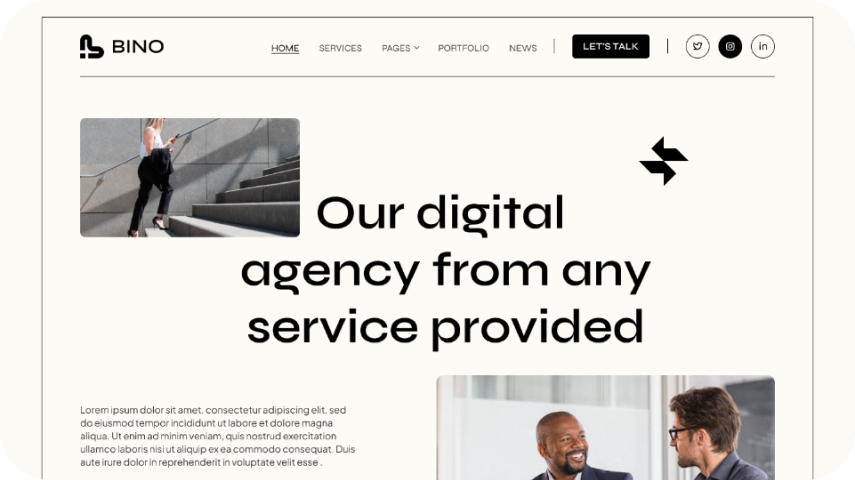 BINO
HOME SERVICES PAGES PORTFOLIO NEWS LET'S TALK in
Our digital
agency from any
service provided
Lorem ipsum dolor sit amet, consectetur adipiscing elit, sed
do eiusmod tempor incididunt ut labore et dolore magna
aliqua. Ut enim ad minim veniam, quis nostrud exercitation
ullamco laboris nisi ut aliquip ex ea commodo consequat. Duis
aute irure dolor in reprehenderit in voluptate velit esse .